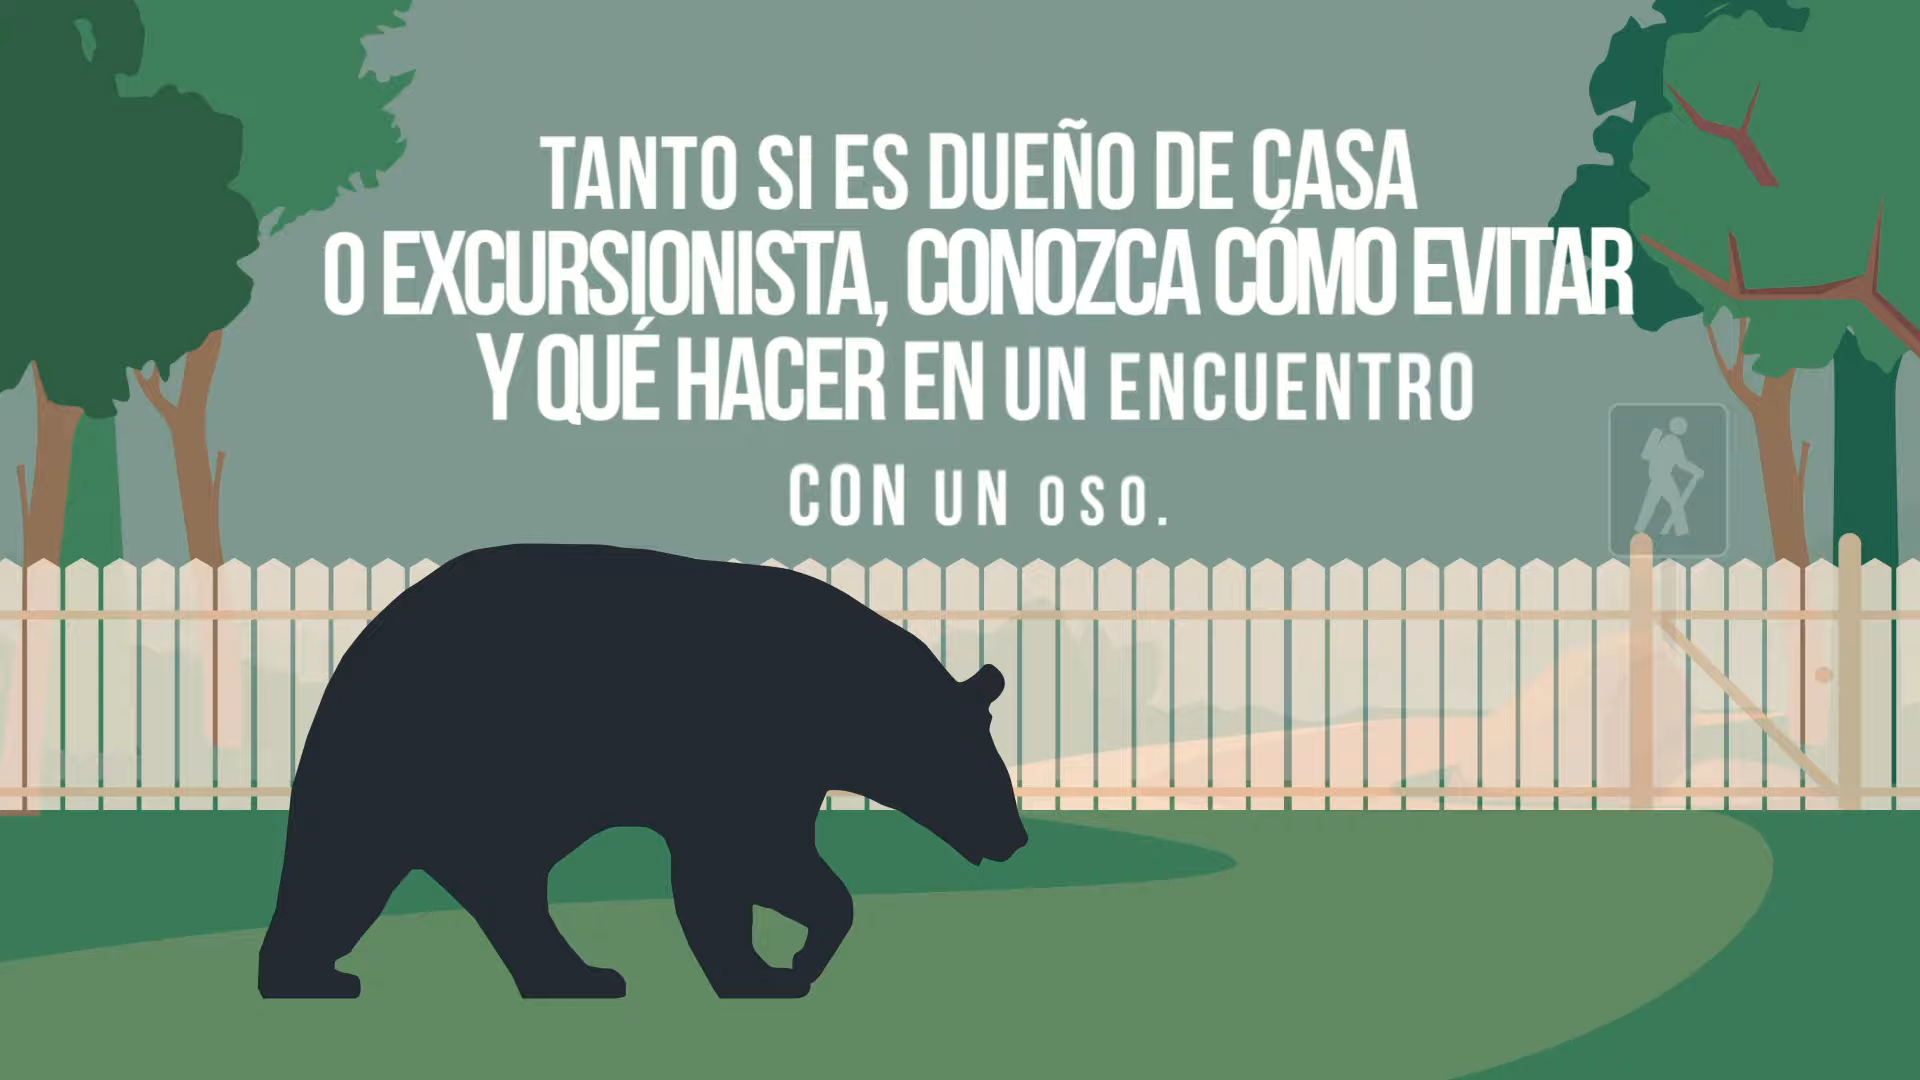 TANTO SI ES DUEÑO DE CASA
O EXCURSIONISTA, CONOZCA CÓMO EVITAR
Y QUÉ HACER EN UN ENCUENTRO
CON UN OSO.